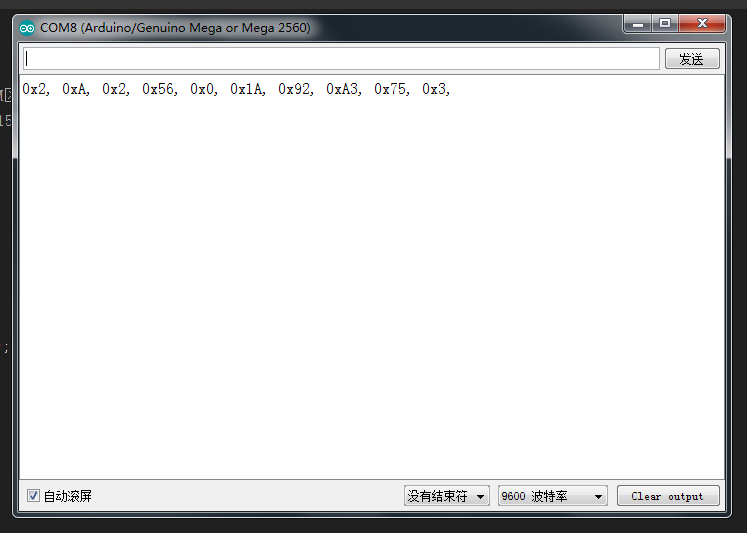 COM8 (Arduino/Genuino Mega or Mega 2560)
发送
0x2, 0xA, 0x2, 0x56, 0x0, 0x1A, 0x92, 0xA3, 0x75, 0x3,
15
;
自动滚屏
没有结束符
9600 波特率
Clear output